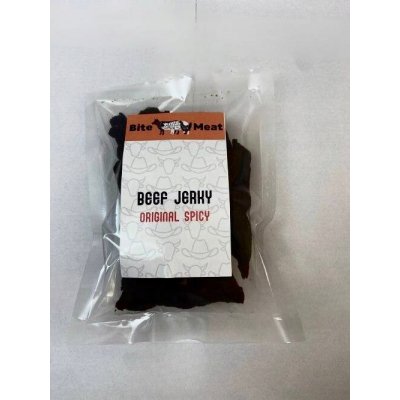 Bite Meat
BEEF JERKY
ORIGINAL SPICY